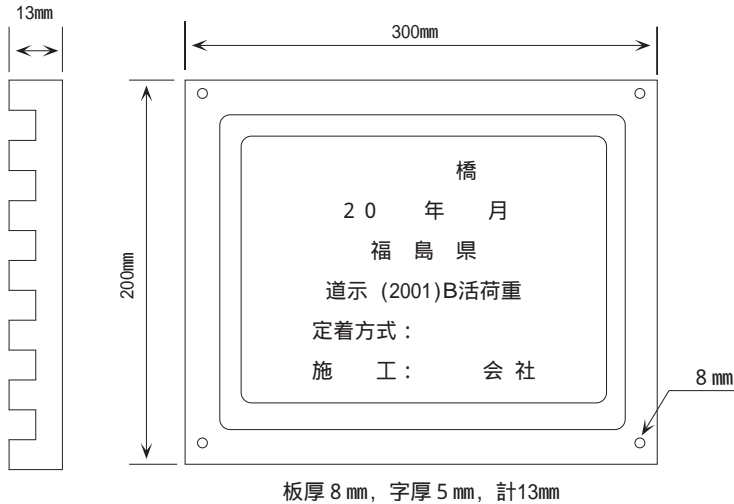 13㎜
300㎜
200㎜
橋
２０　年　月
福 島 県
道示 (2001)B活荷重
定着方式：
施　工：　会 社
8 ㎜
板厚 8 ㎜，字厚 5 ㎜，計13㎜